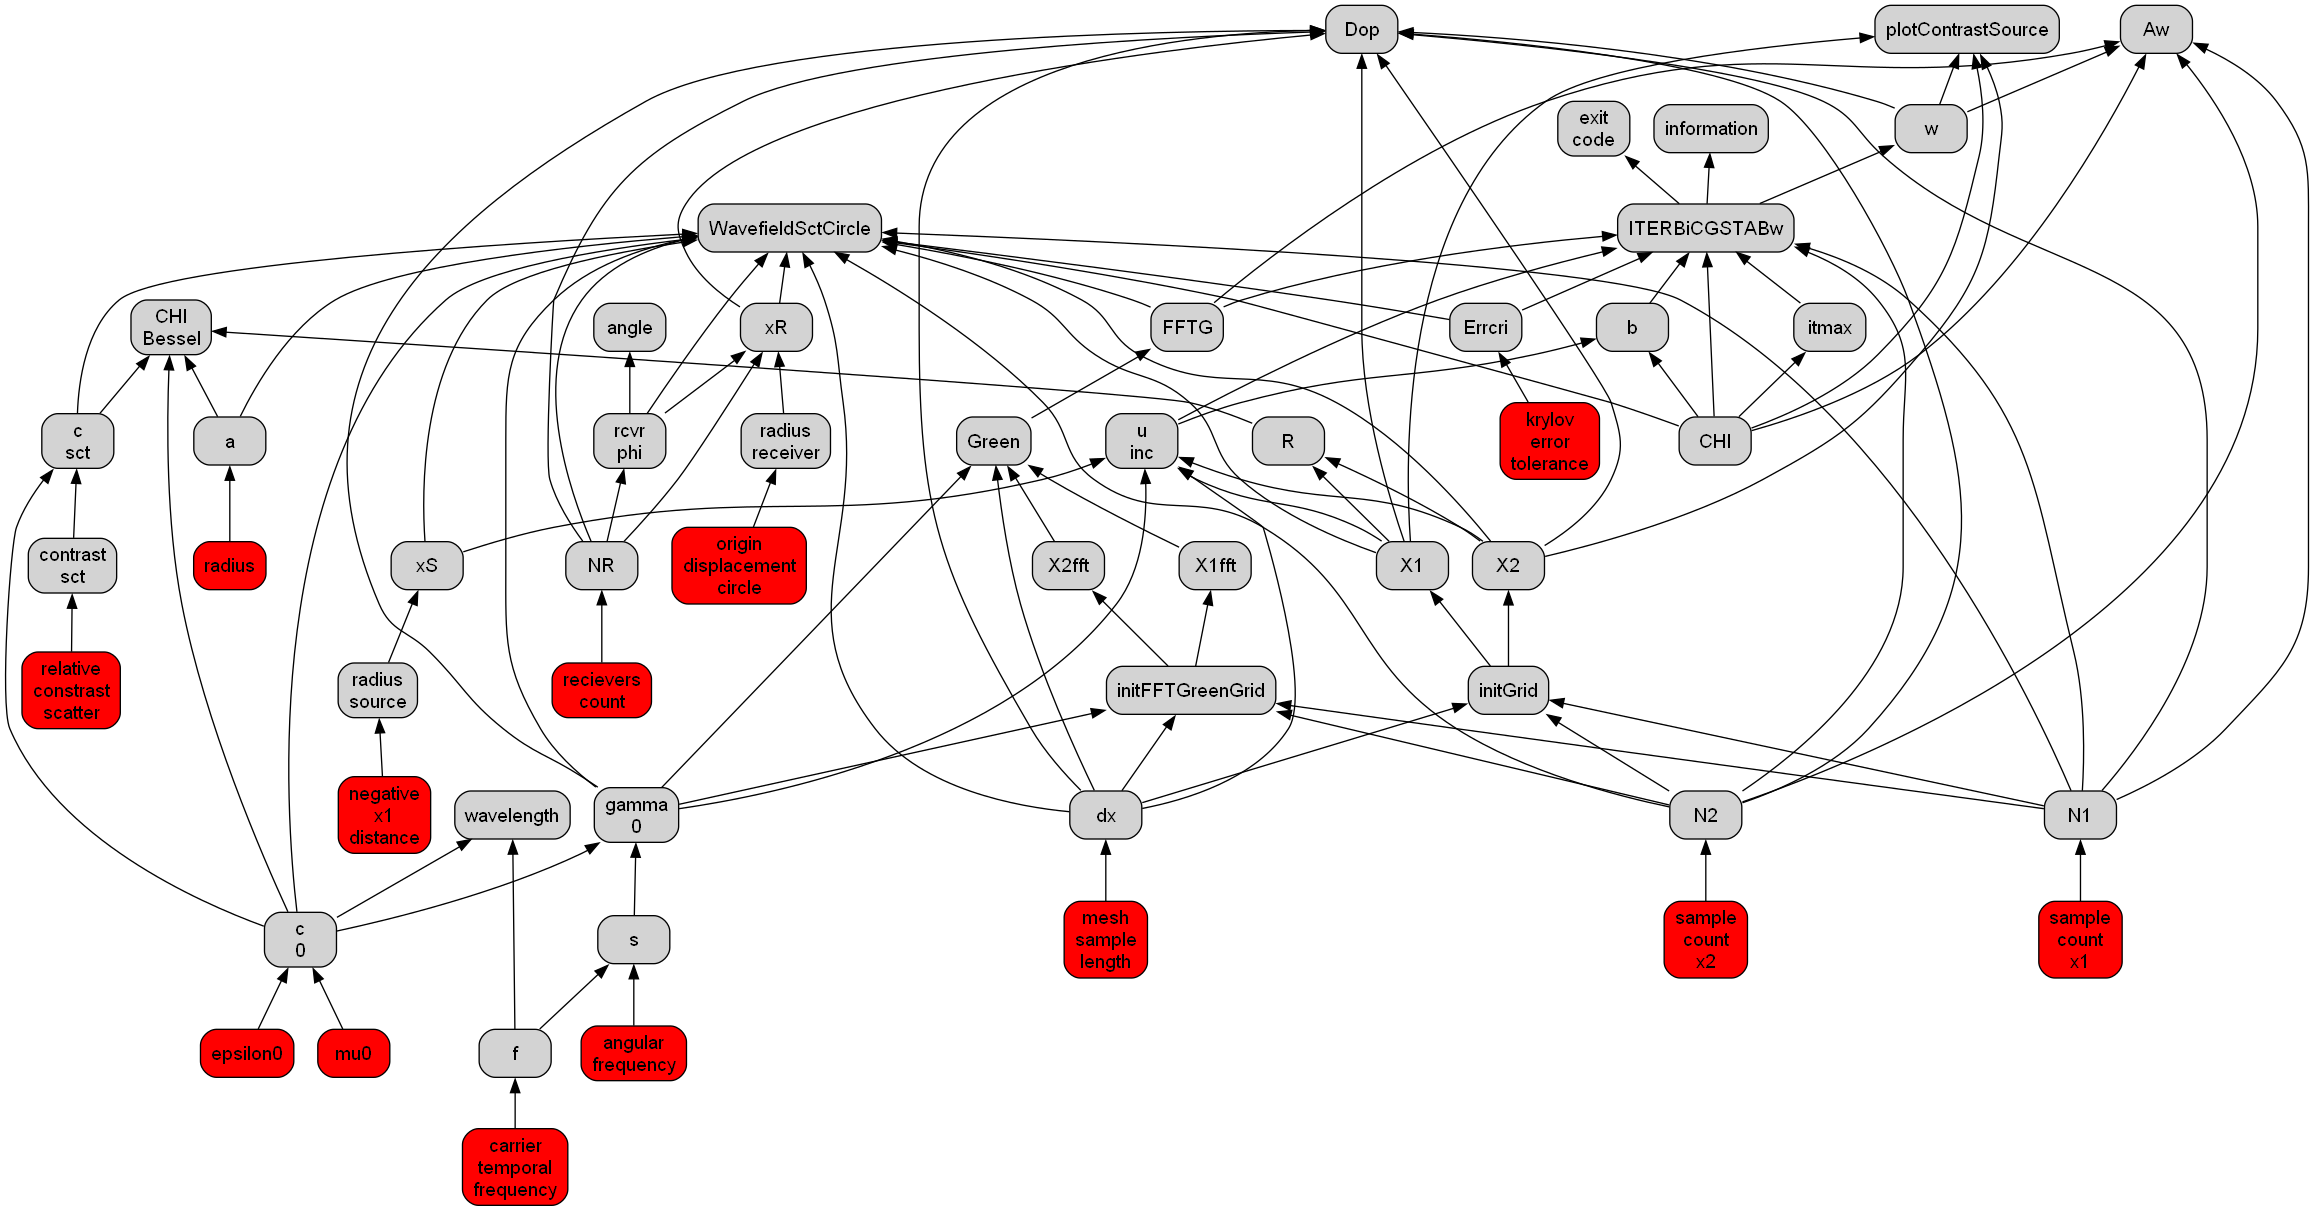 Dop
plotContrastSource
Aw
exit
code
information
w
WavefieldSctCircle
ITERBiCGSTABw
CHI
Bessel
angle
xR
FFTG
Errcri
b
itmax
c
sct
a
rcvr
phi
radius
receiver
Green
u
inc
R
krylov
error
tolerance
CHI
contrast
sct
radius
xS
NR
origin
displacement
circle
X2fft
X1fft
X1
X2
relative
constrast
scatter
radius
source
recievers
count
initFFTGreenGrid
initGrid
negative
x1
distance
wavelength
gamma
0
dx
N2
N1
c
0
s
mesh
sample
length
sample
count
x2
sample
count
x1
epsilon0
mu0
f
angular
frequency
carrier
temporal
frequency